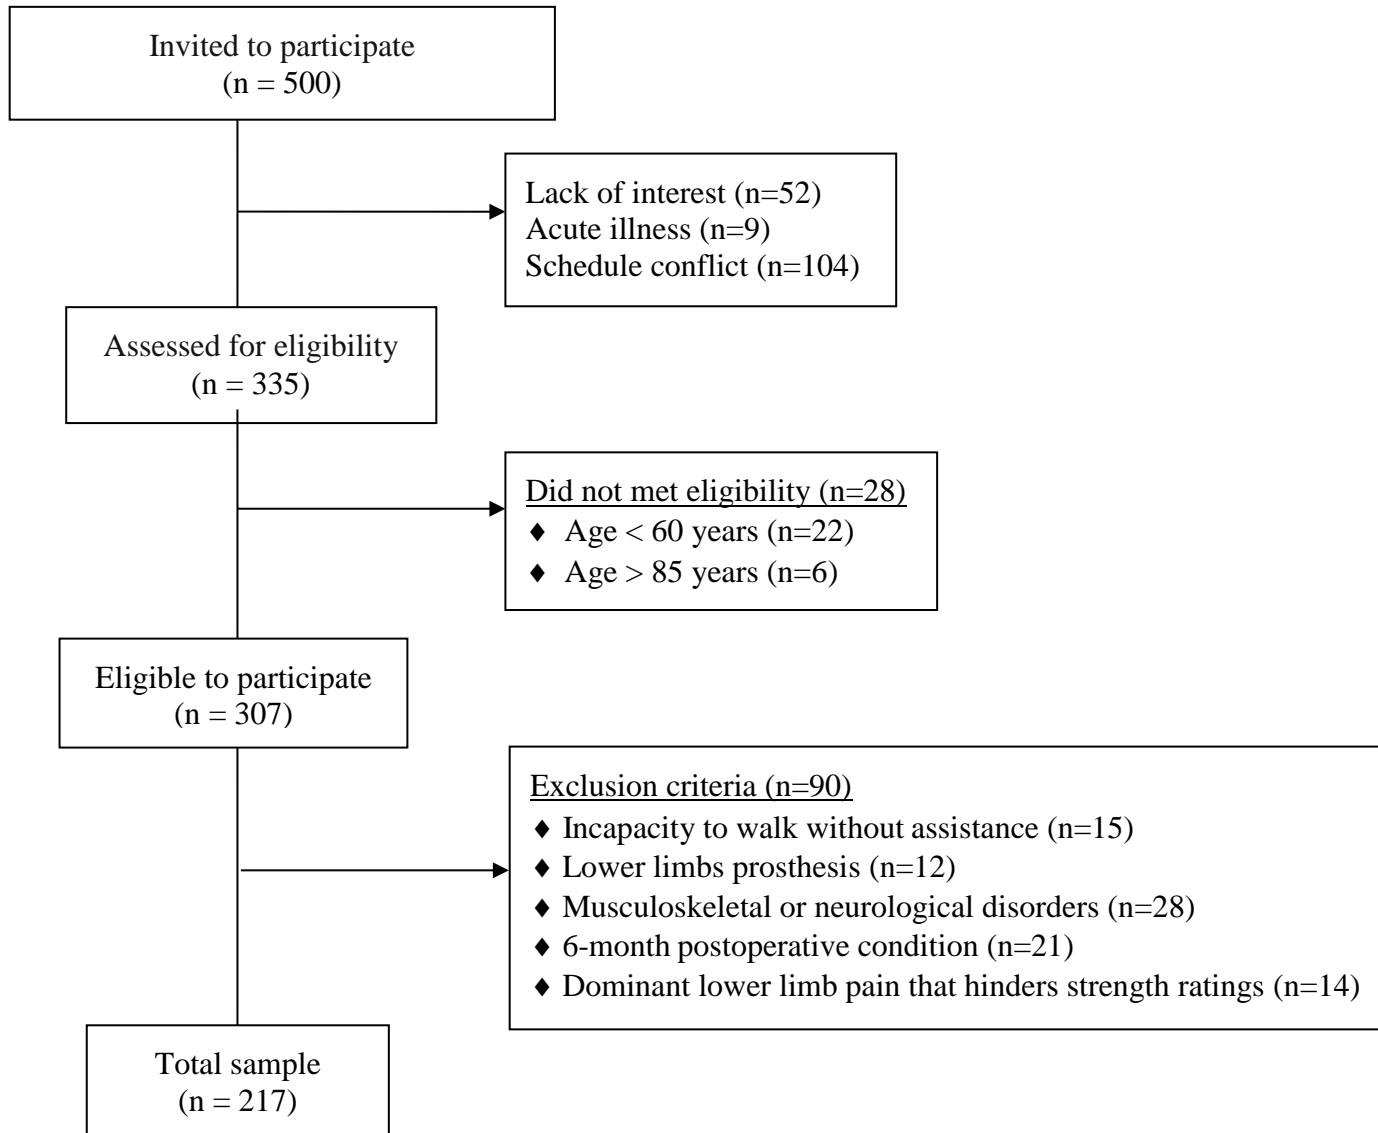 Invited to participate
(n = 500)
Lack of interest (n=52)
Acute illness (n=9)
Schedule conflict (n=104)
Assessed for eligibility
(n = 335)
Did not met eligibility (n=28)
♦ Age < 60 years (n=22)
♦ Age > 85 years (n=6)
Eligible to participate
(n = 307)
Exclusion criteria (n=90)
♦ Incapacity to walk without assistance (n=15)
♦ Lower limbs prosthesis (n=12)
♦ Musculoskeletal or neurological disorders (n=28)
♦ 6-month postoperative condition (n=21)
♦ Dominant lower limb pain that hinders strength ratings (n=14)
Total sample
(n = 217)